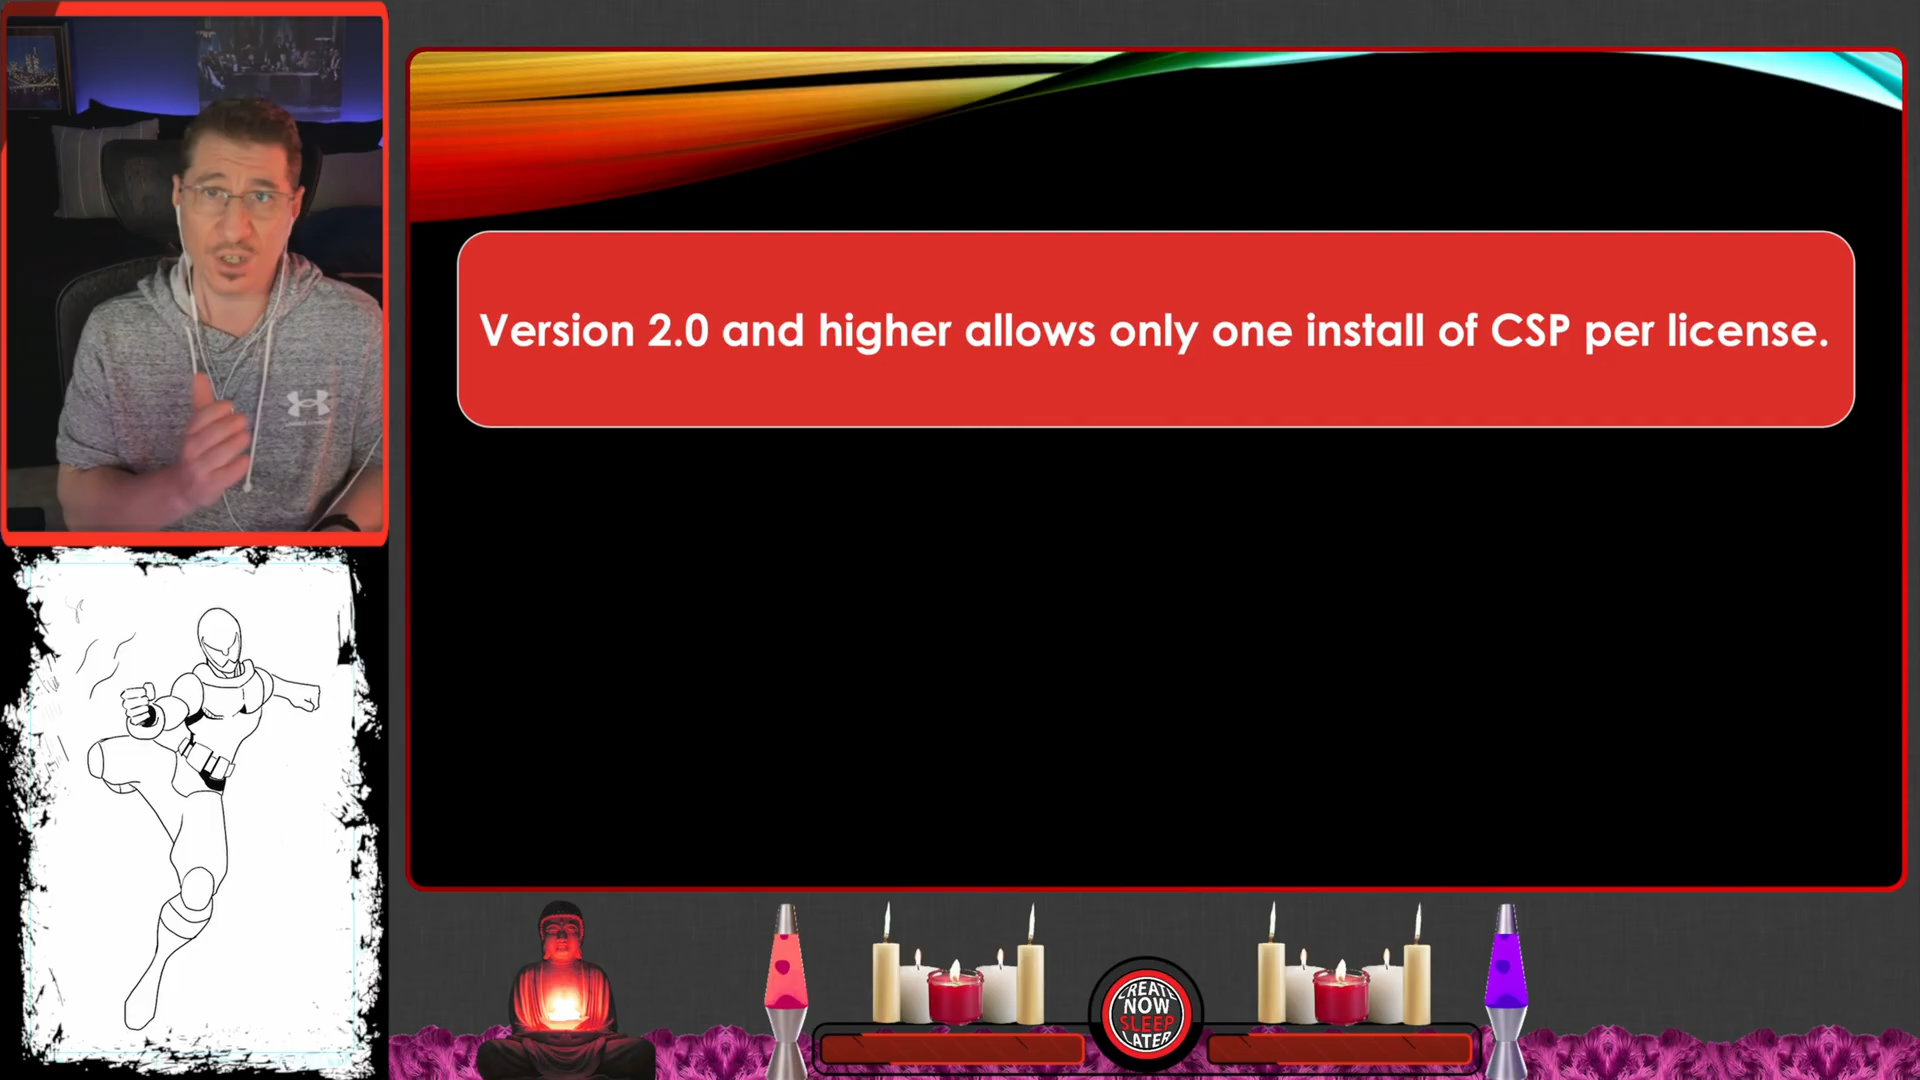 Version 2.0 and higher allows only one install of CSP per license.
CREATE
NOW
SLEEP
LATER